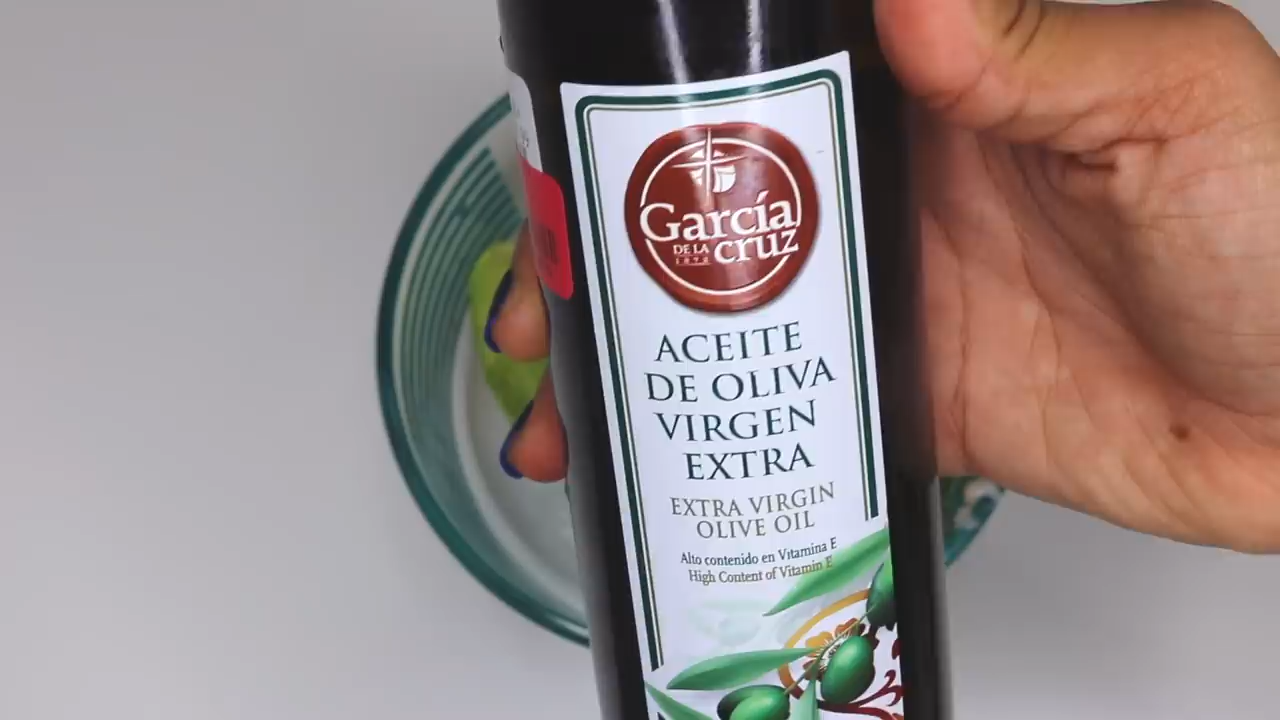 García
DE LA cruz
ACEITE
DE OLIVA
VIRGEN
EXTRA
EXTRA VIRGIN
OLIVE OIL
Alto contenido en Vitamina E
High Content of Vitamin E